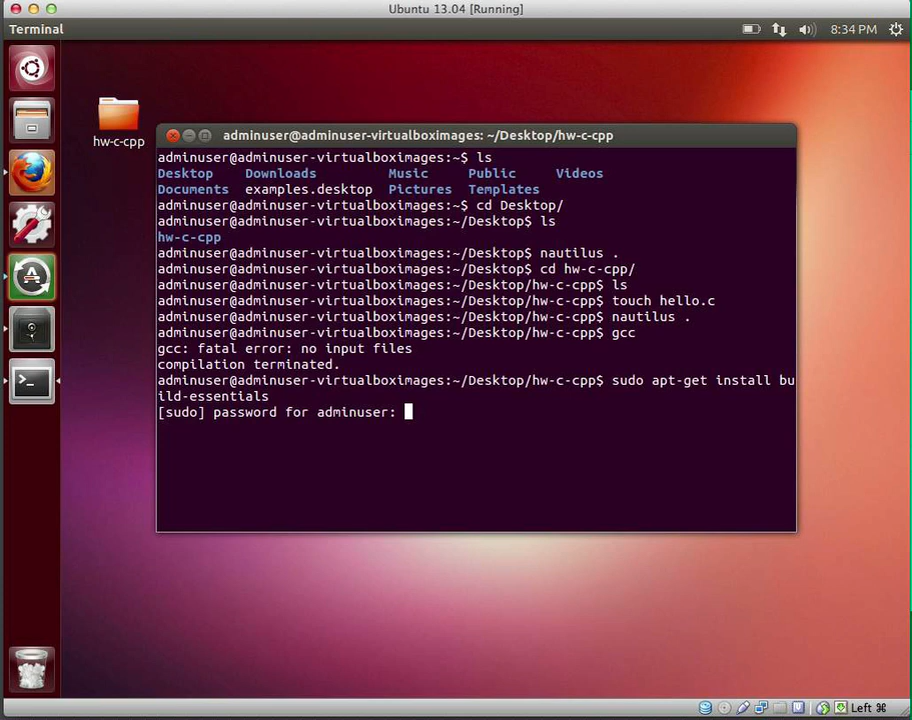 Ubuntu 13.04 [Running]
Terminal
8:34 PM
hw-c-cpp
adminuser@adminuser-virtualboximages: ~/Desktop/hw-c-cpp
adminuser@adminuser-virtualboximages:~$ ls
Desktop Downloads Music Public Videos
Documents examples.desktop Pictures Templates
adminuser@adminuser-virtualboximages:~$ cd Desktop/
adminuser@adminuser-virtualboximages:~/Desktop$ ls
hw-c-cpp
adminuser@adminuser-virtualboximages:~/Desktop$ nautilus .
adminuser@adminuser-virtualboximages:~/Desktop$ cd hw-c-cpp/
adminuser@adminuser-virtualboximages:~/Desktop/hw-c-cpp$ ls
adminuser@adminuser-virtualboximages:~/Desktop/hw-c-cpp$ touch hello.c
adminuser@adminuser-virtualboximages:~/Desktop/hw-c-cpp$ nautilus .
adminuser@adminuser-virtualboximages:~/Desktop/hw-c-cpp$ gcc
gcc: fatal error: no input files
compilation terminated.
adminuser@adminuser-virtualboximages:~/Desktop/hw-c-cpp$ sudo apt-get install bu
ild-essentials
[sudo] password for adminuser:
Left ⌘